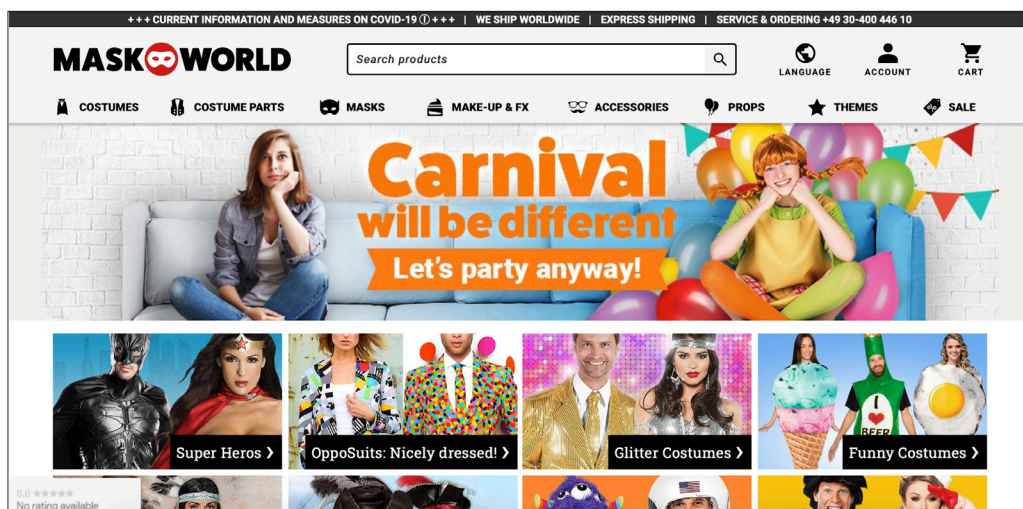 + + + CURRENT INFORMATION AND MEASURES ON COVID-19 ⓘ + + + | WE SHIP WORLDWIDE | EXPRESS SHIPPING | SERVICE & ORDERING +49 30-400 446 10
MASKWORLD
Search products
LANGUAGE
ACCOUNT
CART
COSTUMES
COSTUME PARTS
MASKS
MAKE-UP & FX
ACCESSORIES
PROPS
THEMES
SALE
Carnival
will be different
Let's party anyway!
Super Heros ❯
OppoSuits: Nicely dressed! ❯
Glitter Costumes ❯
I
BEER
Funny Costumes ❯
0.0 ★★★★★
No rating available